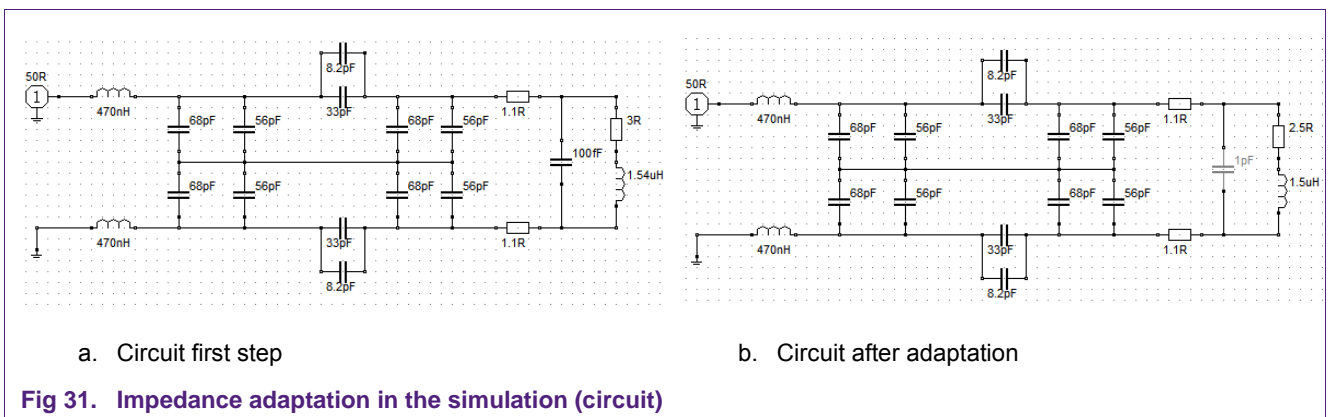 8.2pF
50R
1
470nH
33pF
1.1R
68pF 56pF 68pF 56pF
3R
100fF
1.54uH
68pF 56pF 68pF 56pF
470nH
33pF
1.1R
8.2pF
8.2pF
50R
1
470nH
33pF
1.1R
68pF 56pF 68pF 56pF
2.5R
1pF
1.5uH
68pF 56pF 68pF 56pF
470nH
33pF
1.1R
8.2pF
a. Circuit first step
b. Circuit after adaptation
Fig 31. Impedance adaptation in the simulation (circuit)